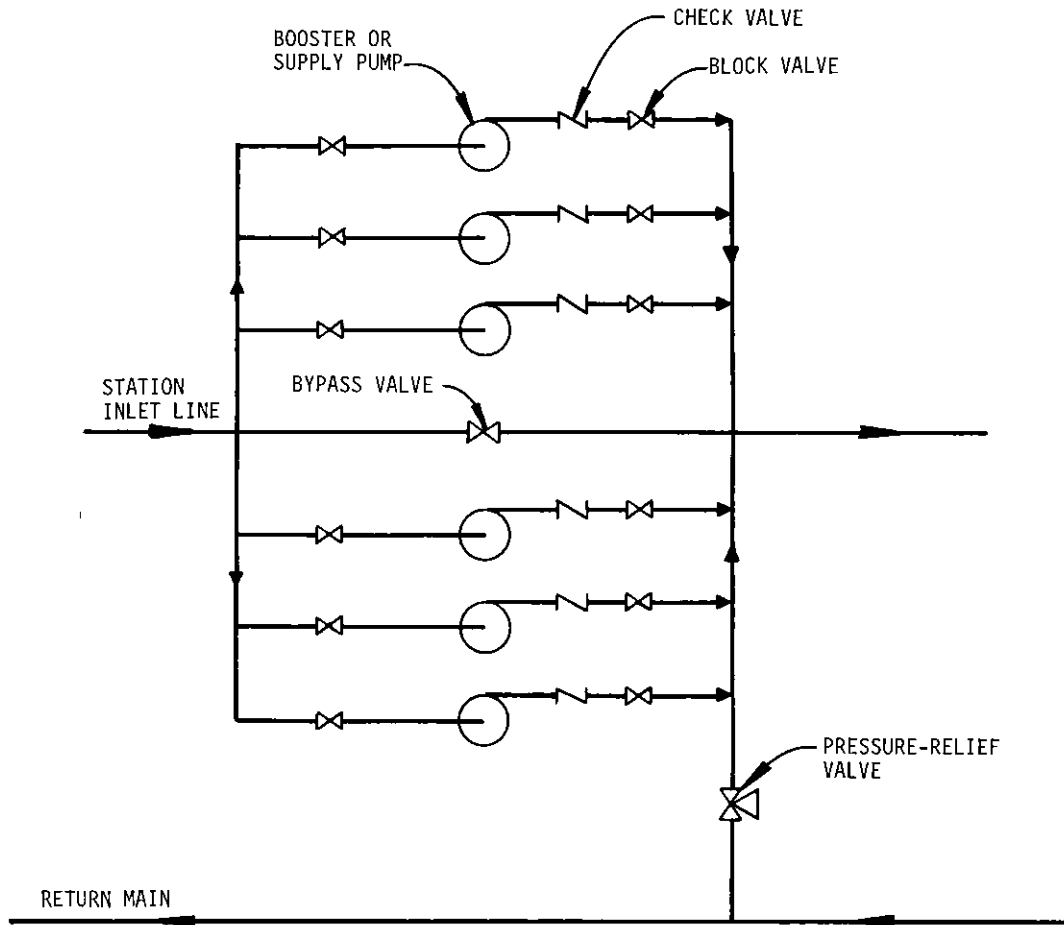 CHECK VALVE
BOOSTER OR
SUPPLY PUMP
BLOCK VALVE
STATION
INLET LINE
BYPASS VALVE
PRESSURE-RELIEF
VALVE
RETURN MAIN